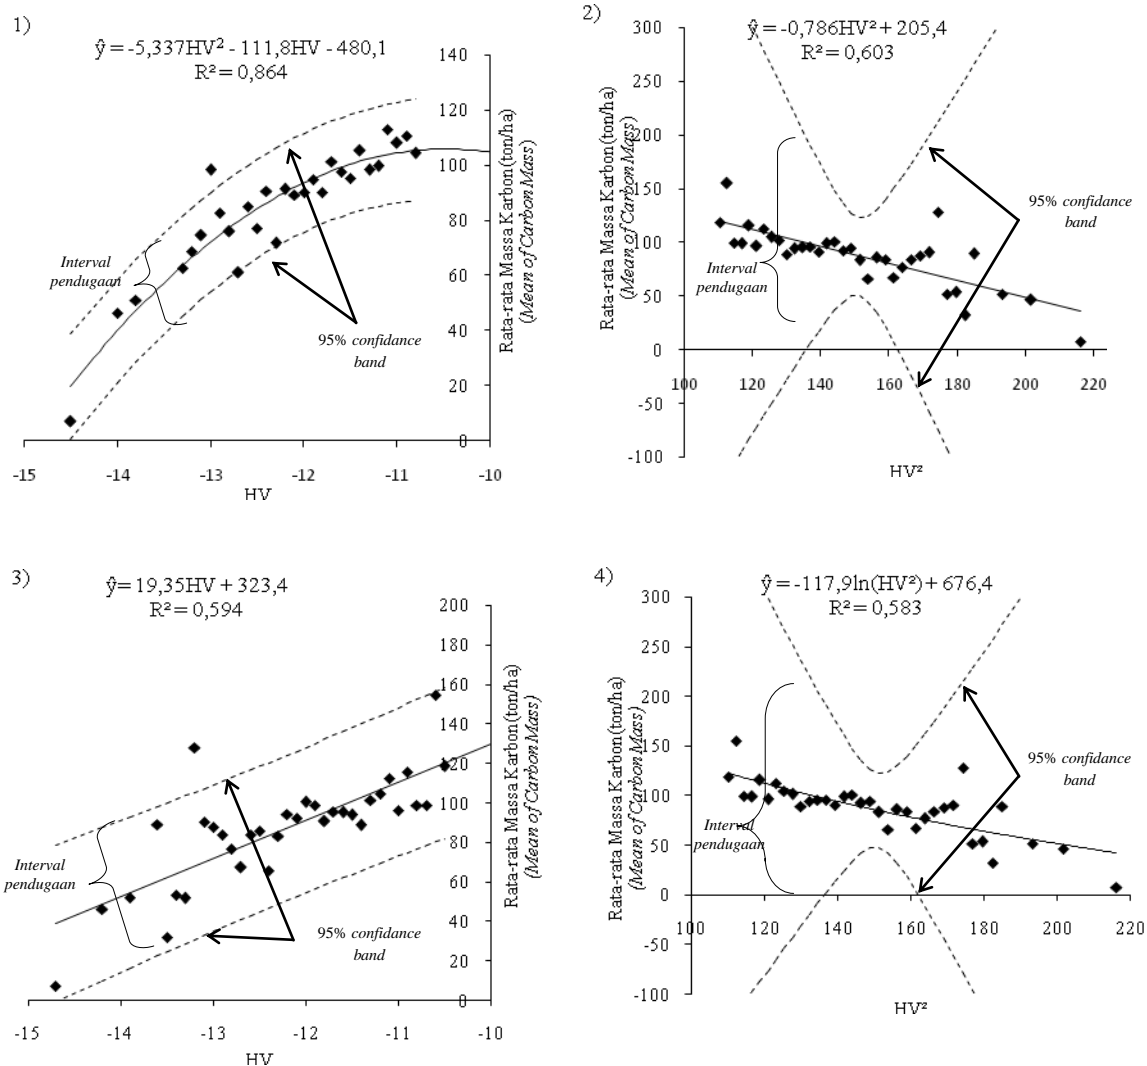 1)
ŷ = -5,337HV² - 111,8HV - 480,1
R² = 0,864
140
120
100
80
60
40
20
0
Rata-rata Massa Karbon (ton/ha)
(Mean of Carbon Mass)
Interval
pendugaan
95% confidance
band
-15
-14
-13
-12
-11
-10
HV
2)
ŷ = -0,786HV² + 205,4
R² = 0,603
300
250
200
150
100
50
0
-50
-100
Rata-rata Massa Karbon (ton/ha)
(Mean of Carbon Mass)
Interval
pendugaan
95% confidance
band
100
120
140
160
180
200
220
HV²
3)
ŷ= 19,35HV + 323,4
R² = 0,594
200
180
160
140
120
100
80
60
40
20
0
Rata-rata Massa Karbon (ton/ha)
(Mean of Carbon Mass)
Interval
pendugaan
95% confidance
band
-15
-14
-13
-12
-11
-10
HV
4)
ŷ = -117,9ln(HV²) + 676,4
R² = 0,583
300
250
200
150
100
50
0
-50
-100
Rata-rata Massa Karbon (ton/ha)
(Mean of Carbon Mass)
Interval
pendugaan
95% confidance
band
100
120
140
160
180
200
220
HV²